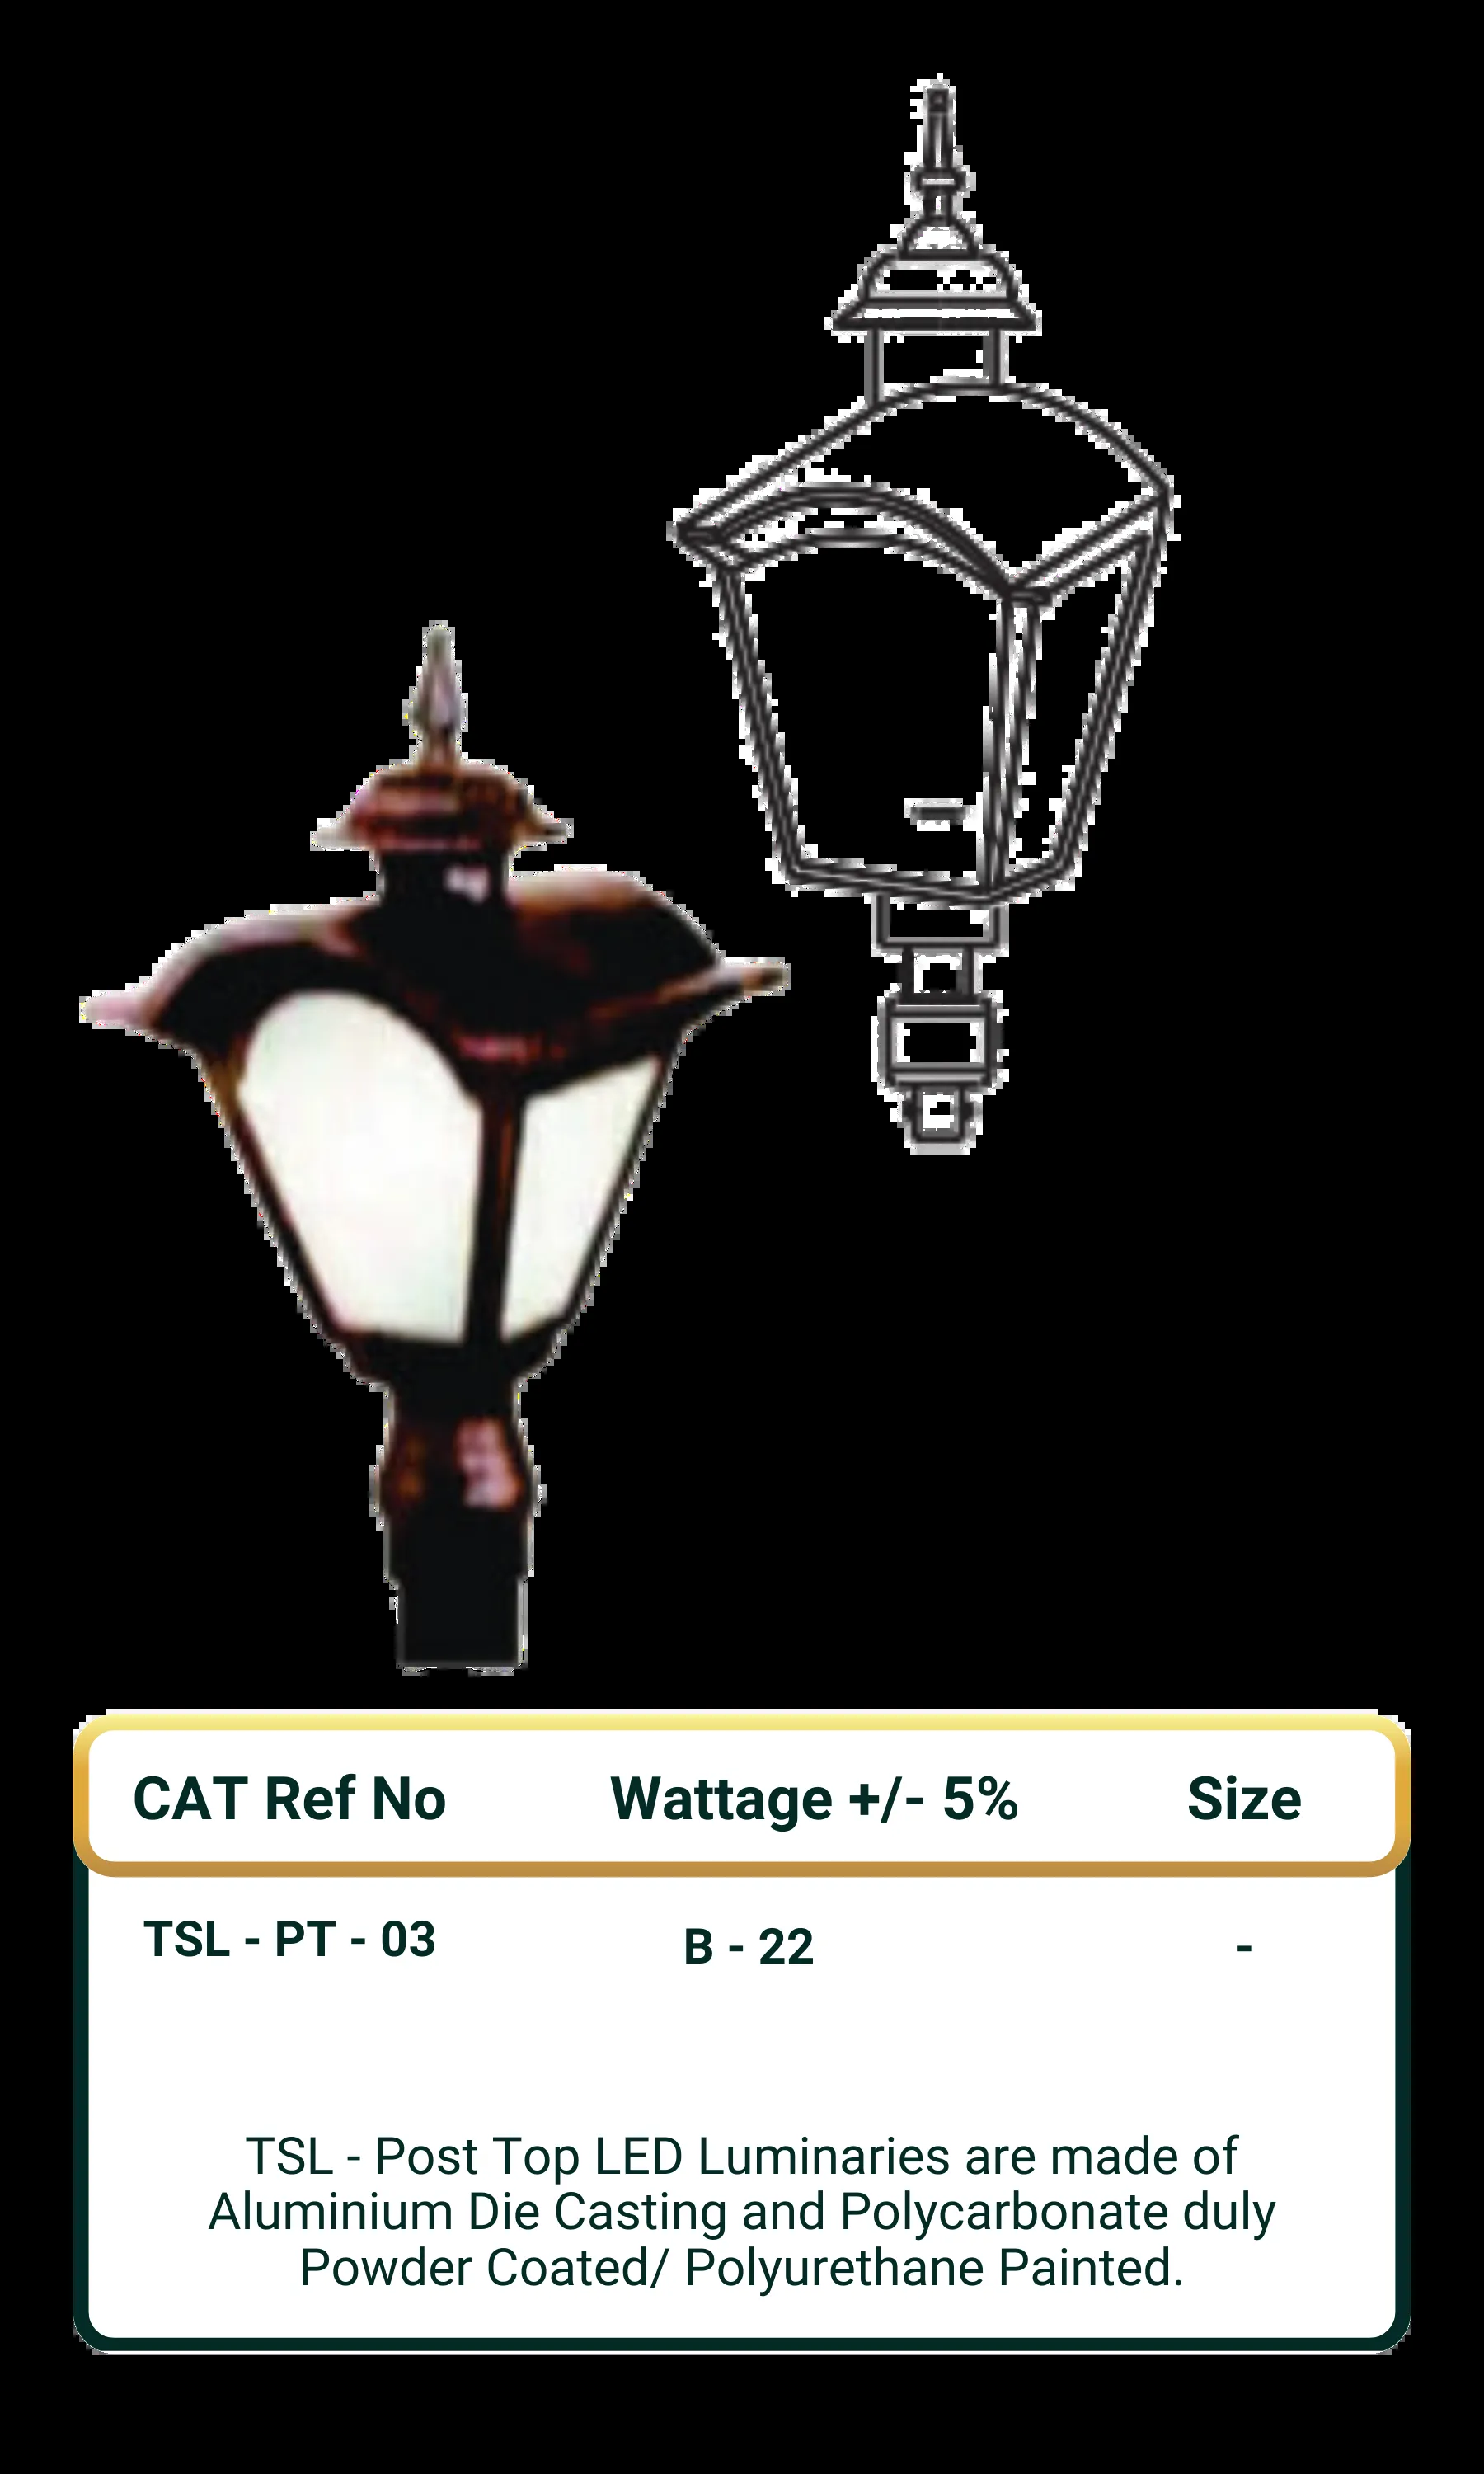 CAT Ref No Wattage +/- 5% Size
TSL - PT - 03 B - 22 -
TSL - Post Top LED Luminaries are made of
Aluminium Die Casting and Polycarbonate duly
Powder Coated/ Polyurethane Painted.